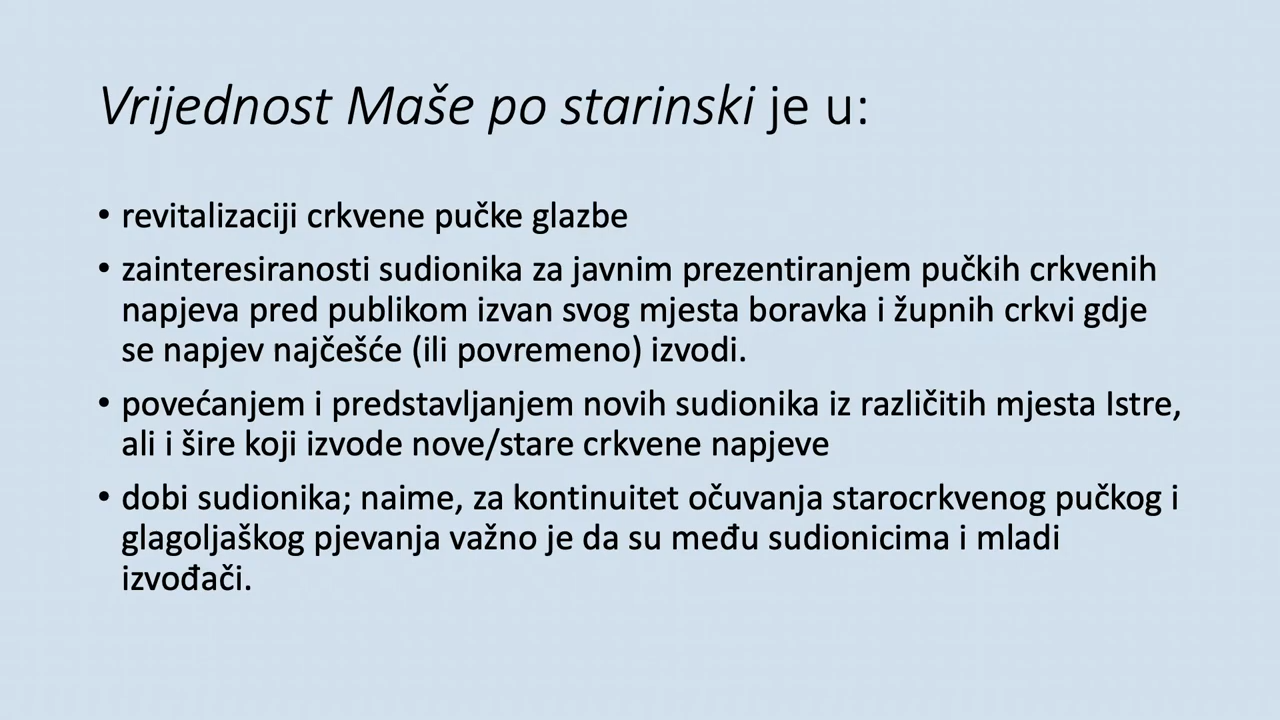 Vrijednost Maše po starinski je u:
• revitalizaciji crkvene pučke glazbe
• zainteresiranosti sudionika za javnim prezentiranjem pučkih crkvenih
napjeva pred publikom izvan svog mjesta boravka i župnih crkvi gdje
se napjev najčešće (ili povremeno) izvodi.
• povećanjem i predstavljanjem novih sudionika iz različitih mjesta Istre,
ali i šire koji izvode nove/stare crkvene napjeve
• dobi sudionika; naime, za kontinuitet očuvanja starocrkvenog pučkog i
glagoljaškog pjevanja važno je da su među sudionicima i mladi
izvođači.